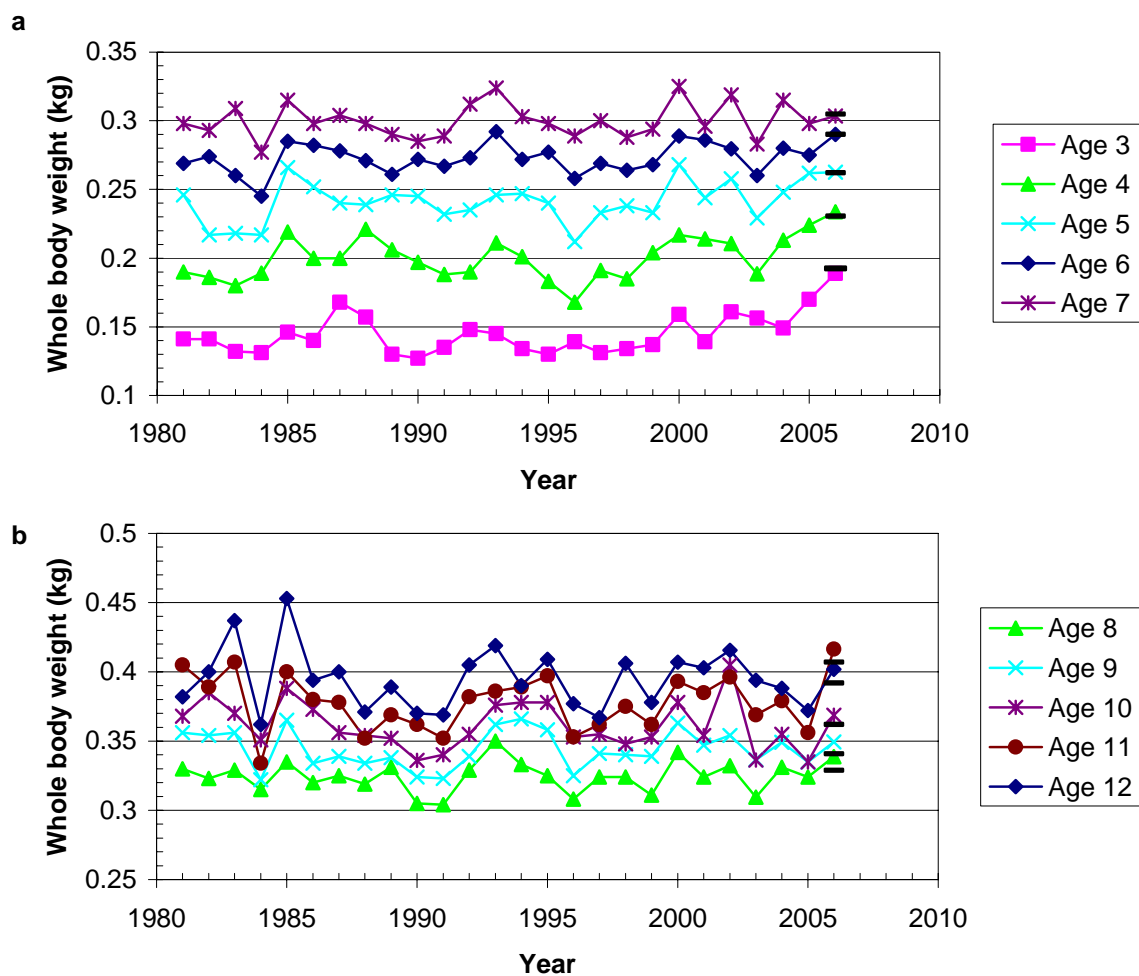 a
Whole body weight (kg)
0.35
0.3
0.25
0.2
0.15
0.1
1980 1985 1990 1995 2000 2005 2010
Year
Age 3
Age 4
Age 5
Age 6
Age 7
b
Whole body weight (kg)
0.5
0.45
0.4
0.35
0.3
0.25
1980 1985 1990 1995 2000 2005 2010
Year
Age 8
Age 9
Age 10
Age 11
Age 12